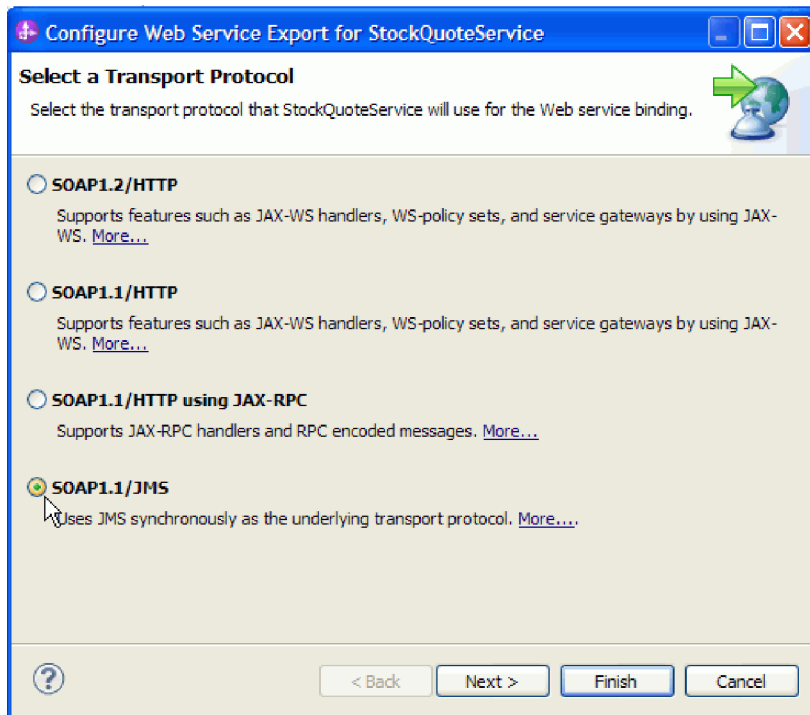 Configure Web Service Export for StockQuoteService
Select a Transport Protocol
Select the transport protocol that StockQuoteService will use for the Web service binding.
SOAP1.2/HTTP
Supports features such as JAX-WS handlers, WS-policy sets, and service gateways by using JAX-
WS. More...
SOAP1.1/HTTP
Supports features such as JAX-WS handlers, WS-policy sets, and service gateways by using JAX-
WS. More...
SOAP1.1/HTTP using JAX-RPC
Supports JAX-RPC handlers and RPC encoded messages. More...
SOAP1.1/JMS
Uses JMS synchronously as the underlying transport protocol. More....
? < Back Next > Finish Cancel